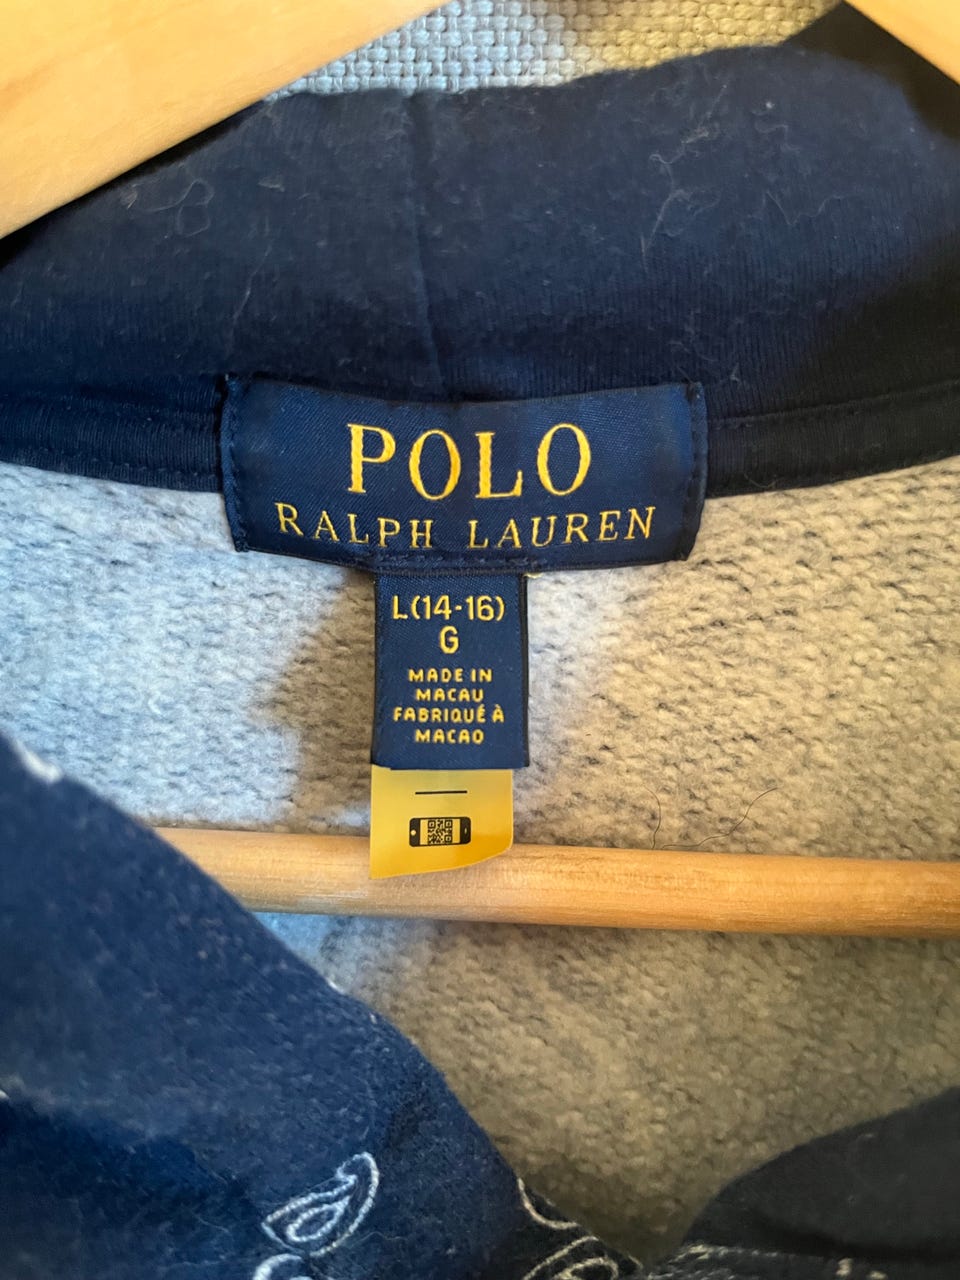 POLO
RALPH LAUREN
L(14-16)
G
MADE IN
MACAU
FABRIQUÉ À
MACAO